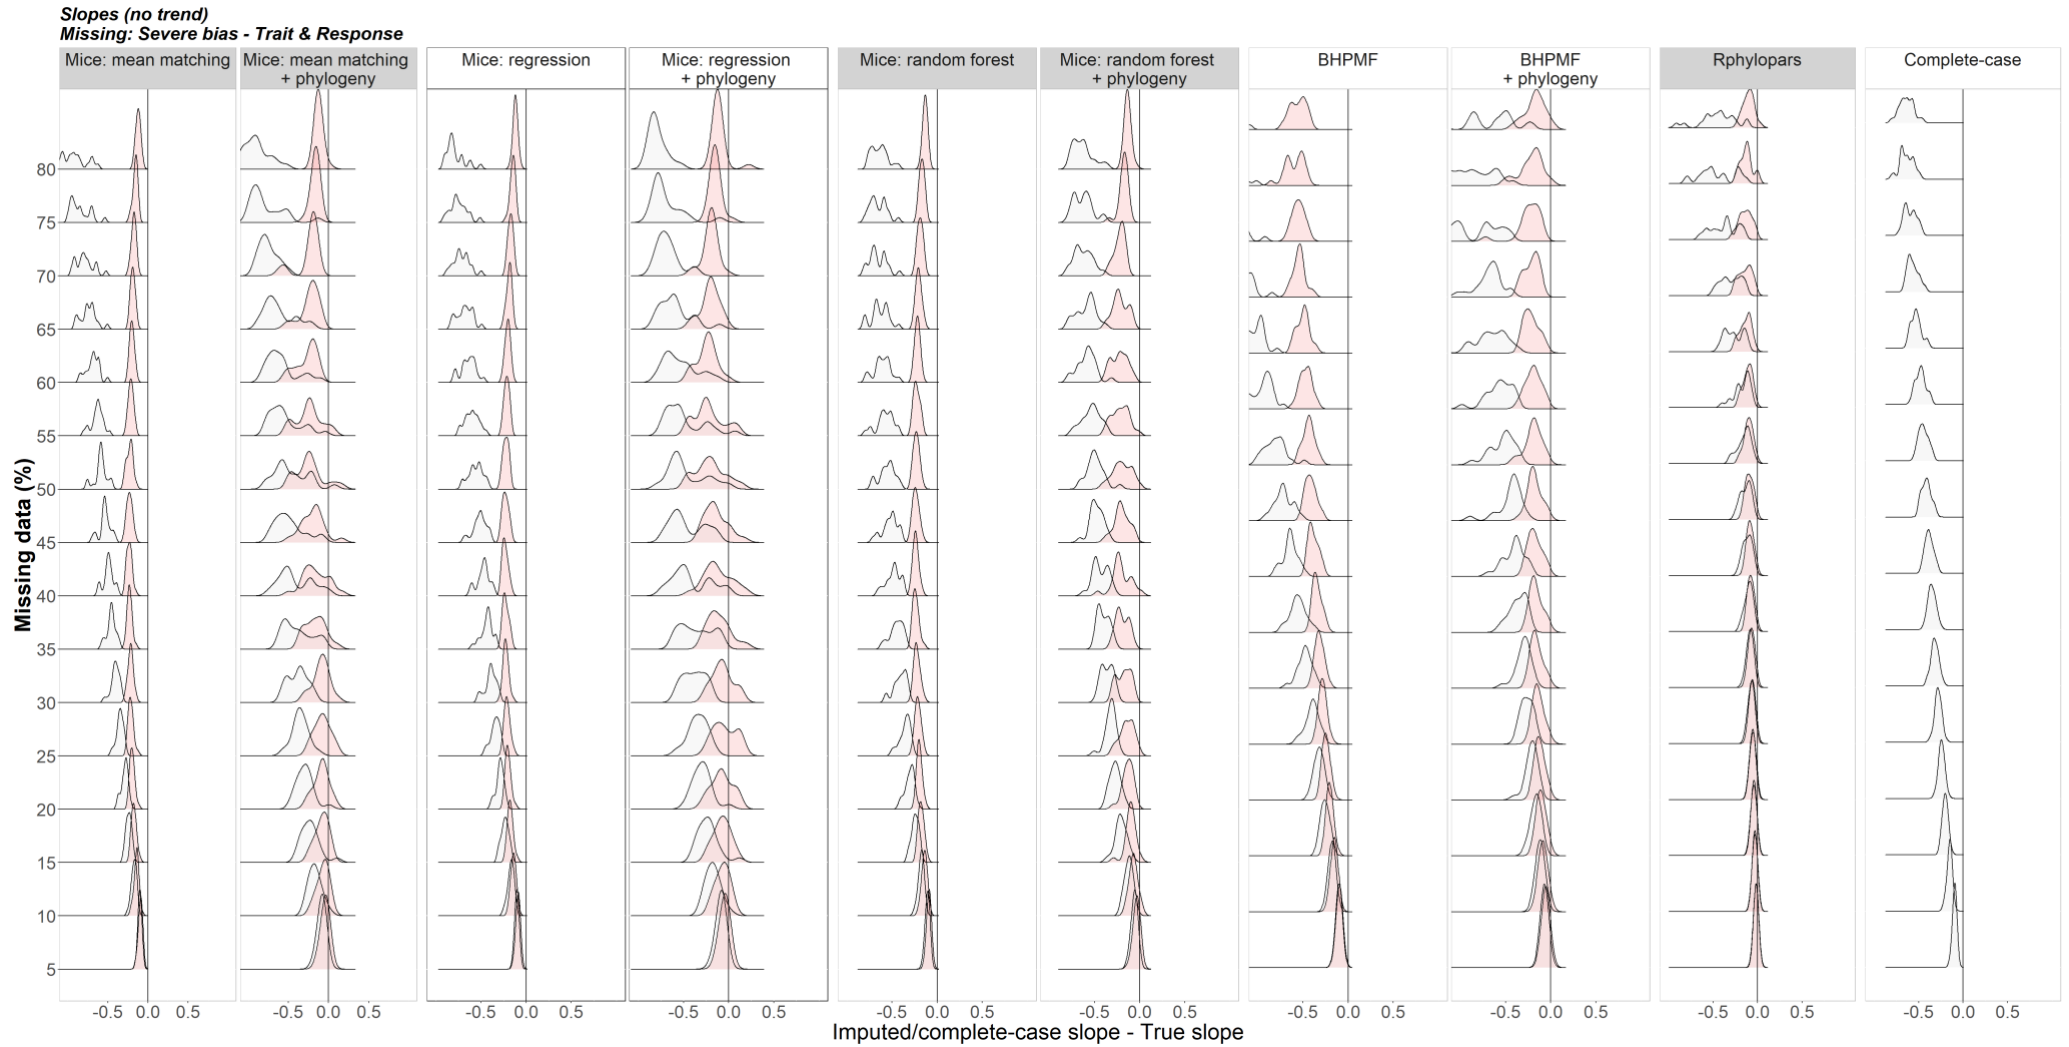 Slopes (no trend)
Missing: Severe bias - Trait & Response
Mice: mean matching
Mice: mean matching
+ phylogeny
Mice: regression
Mice: regression
+ phylogeny
Mice: random forest
Mice: random forest
+ phylogeny
BHPMF
BHPMF
+ phylogeny
Rphylopars
Complete-case
Missing data (%)
80
75
70
65
60
55
50
45
40
35
30
25
20
15
10
5
-0.5 0.0 0.5
-0.5 0.0 0.5
-0.5 0.0 0.5
-0.5 0.0 0.5
-0.5 0.0 0.5
-0.5 0.0 0.5
-0.5 0.0 0.5
-0.5 0.0 0.5
-0.5 0.0 0.5
-0.5 0.0 0.5
Imputed/complete-case slope - True slope